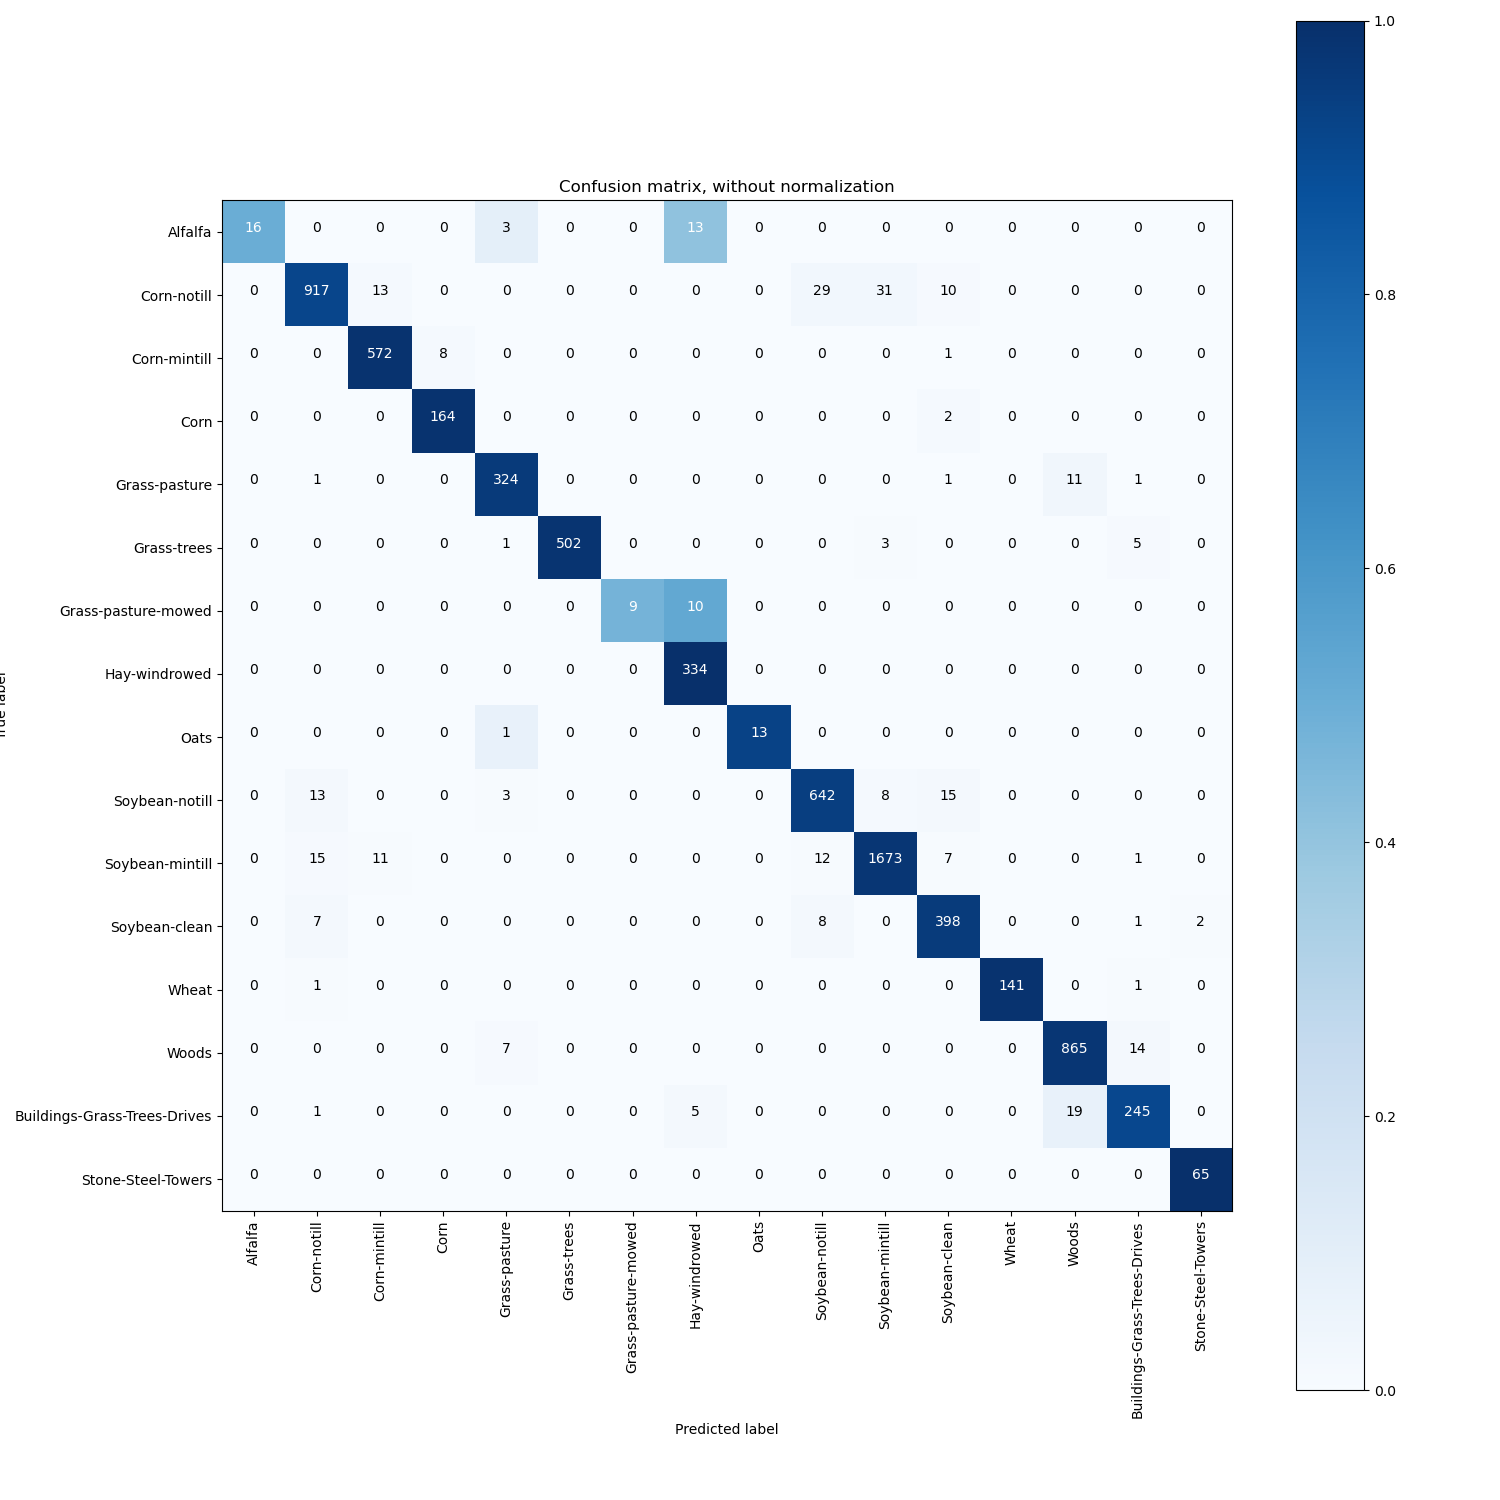 Confusion matrix, without normalization
Alfalfa 16 0 0 0 3 0 0 13 0 0 0 0 0 0 0 0
Corn-notill 0 917 13 0 0 0 0 0 0 29 31 10 0 0 0 0
Corn-mintill 0 0 572 8 0 0 0 0 0 0 0 1 0 0 0 0
Corn 0 0 0 164 0 0 0 0 0 0 0 2 0 0 0 0
Grass-pasture 0 1 0 0 324 0 0 0 0 0 0 1 0 11 1 0
Grass-trees 0 0 0 0 1 502 0 0 0 0 3 0 0 0 5 0
Grass-pasture-mowed 0 0 0 0 0 0 9 10 0 0 0 0 0 0 0 0
Hay-windrowed 0 0 0 0 0 0 0 334 0 0 0 0 0 0 0 0
Oats 0 0 0 0 1 0 0 0 13 0 0 0 0 0 0 0
Soybean-notill 0 13 0 0 3 0 0 0 0 642 8 15 0 0 0 0
Soybean-mintill 0 15 11 0 0 0 0 0 0 12 1673 7 0 0 1 0
Soybean-clean 0 7 0 0 0 0 0 0 0 8 0 398 0 0 1 2
Wheat 0 1 0 0 0 0 0 0 0 0 0 0 141 0 1 0
Woods 0 0 0 0 7 0 0 0 0 0 0 0 0 865 14 0
Buildings-Grass-Trees-Drives 0 1 0 0 0 0 0 5 0 0 0 0 0 19 245 0
Stone-Steel-Towers 0 0 0 0 0 0 0 0 0 0 0 0 0 0 0 65
Alfalfa
Corn-notill
Corn-mintill
Corn
Grass-pasture
Grass-trees
Grass-pasture-mowed
Hay-windrowed
Oats
Soybean-notill
Soybean-mintill
Soybean-clean
Wheat
Woods
Buildings-Grass-Trees-Drives
Stone-Steel-Towers
Predicted label
1.0
0.8
0.6
0.4
0.2
0.0